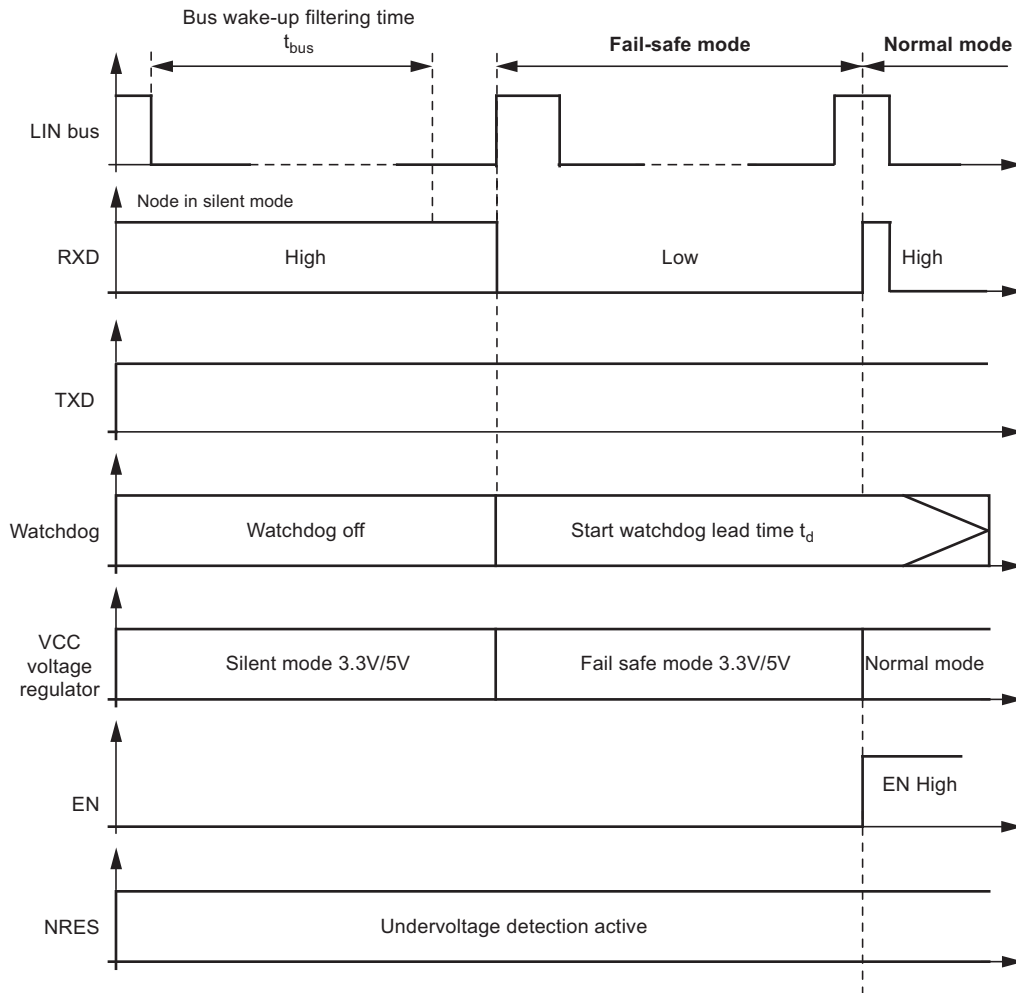 Bus wake-up filtering time
tbus
Fail-safe mode
Normal mode
LIN bus
Node in silent mode
RXD
High
Low
High
TXD
Watchdog
Watchdog off
Start watchdog lead time td
VCC
voltage
regulator
Silent mode 3.3V/5V
Fail safe mode 3.3V/5V
Normal mode
EN
EN High
NRES
Undervoltage detection active